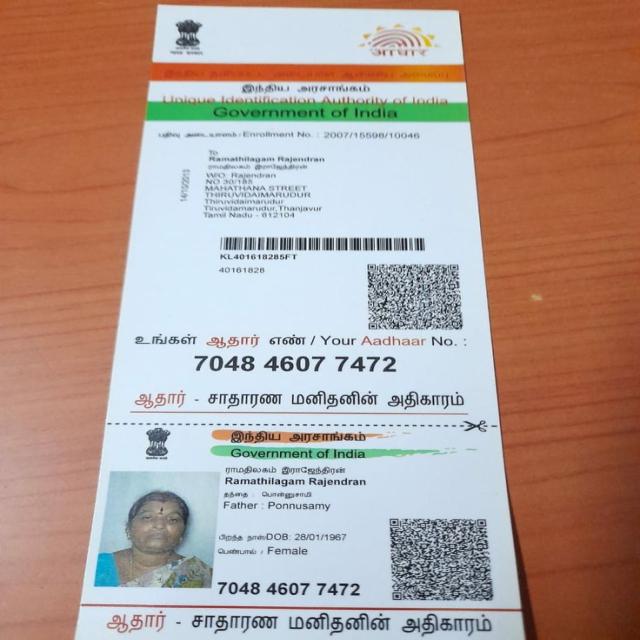 भारत सरकार
आधार
இந்திய அரசாங்கம்
Unique Identification Authority of India
Government of India
பதிவு அடையாளம் / Enrollment No. : 2007/15598/10046
14/10/2013
To
Ramathilagam Rajendran
ராமதிலகம் இராஜேந்திரன்
W/O: Rajendran
NO 30/185
MAHATHANA STREET
THIRUVIDAIMARUDUR
Thiruvidaimarudur
Tiruvidamarudur,Thanjavur
Tamil Nadu - 612104
KL401618285FT
40161828
உங்கள் ஆதார் எண் / Your Aadhaar No. :
7048 4607 7472
ஆதார் - சாதாரண மனிதனின் அதிகாரம்
இந்திய அரசாங்கம்
Government of India
ராமதிலகம் இராஜேந்திரன்
Ramathilagam Rajendran
தந்தை : பொன்னுசாமி
Father : Ponnusamy
பிறந்த நாள்/DOB: 28/01/1967
பெண்பால் / Female
7048 4607 7472
ஆதார் - சாதாரண மனிதனின் அதிகாரம்